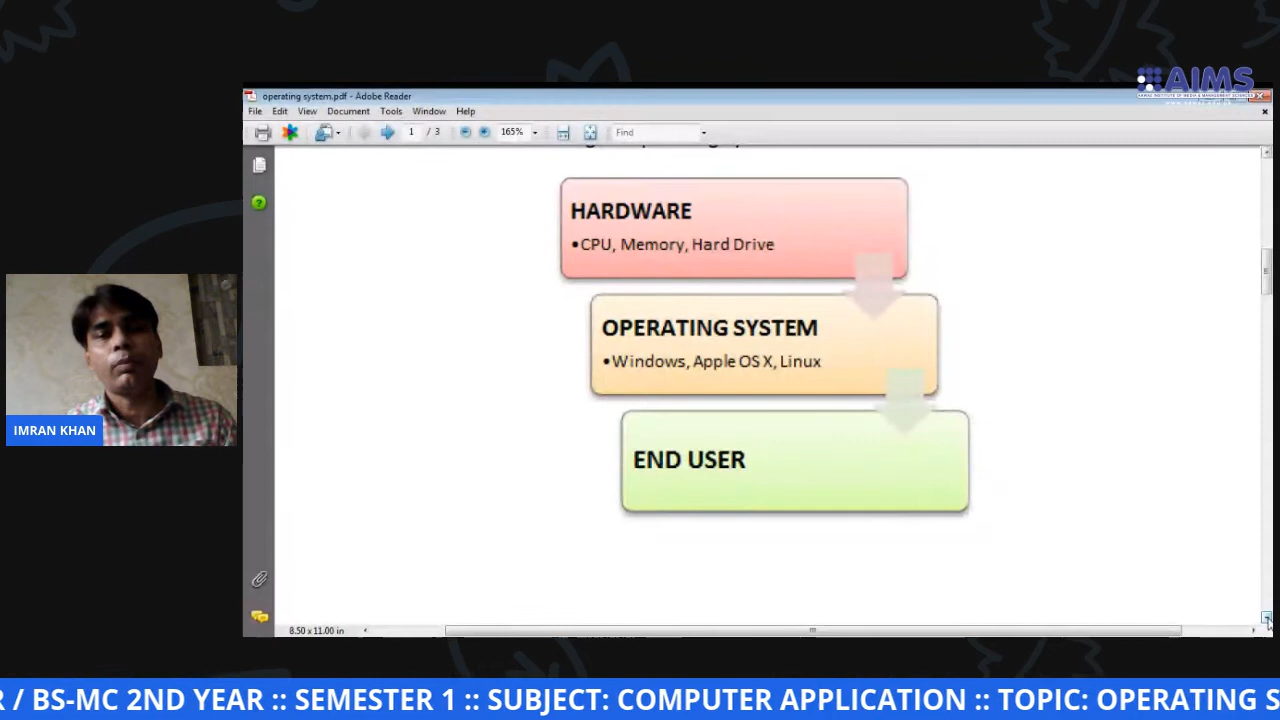 AIMS
operating system.pdf - Adobe Reader
File Edit View Document Tools Window Help
1 / 3 165% Find
HARDWARE
•CPU, Memory, Hard Drive
OPERATING SYSTEM
•Windows, Apple OS X, Linux
END USER
IMRAN KHAN
8.50 x 11.00 in
R / BS-MC 2ND YEAR :: SEMESTER 1 :: SUBJECT: COMPUTER APPLICATION :: TOPIC: OPERATING S